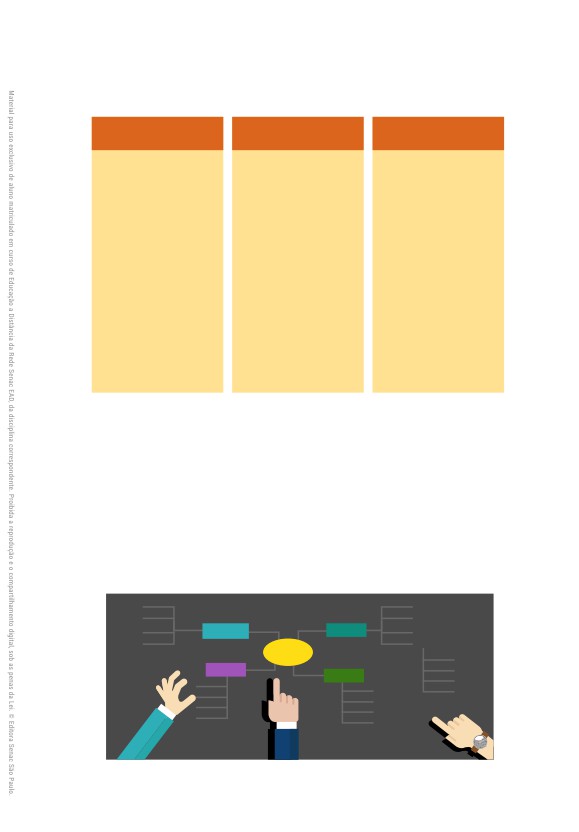 Material para uso exclusivo de aluno matriculado em curso de Educação a Distância da Rede Senac EAD, da disciplina correspondente. Proibida a reprodução e o compartilhamento digital, sob as penas da Lei. © Editora Senac São Paulo.